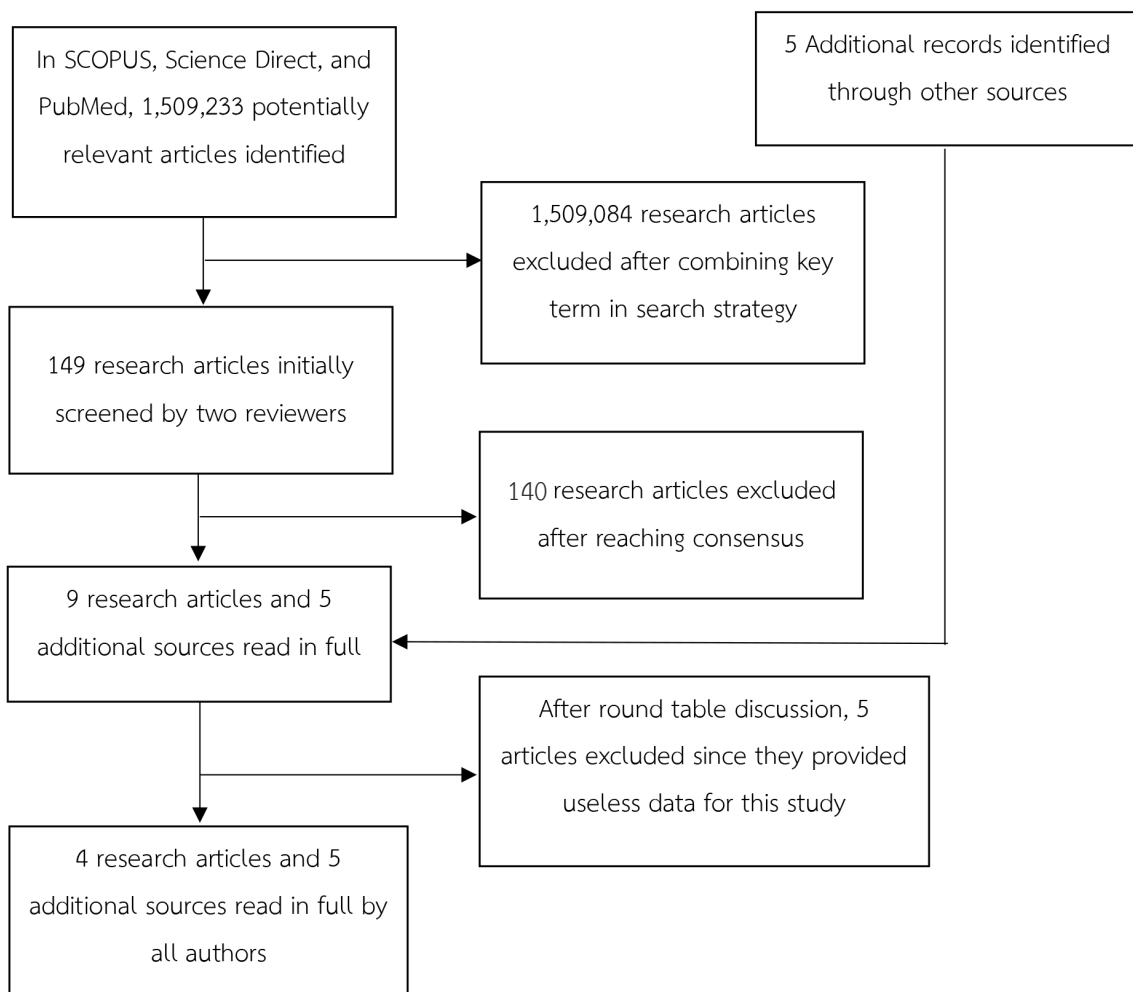 In SCOPUS, Science Direct, and
PubMed, 1,509,233 potentially
relevant articles identified
5 Additional records identified
through other sources
1,509,084 research articles
excluded after combining key
term in search strategy
149 research articles initially
screened by two reviewers
140 research articles excluded
after reaching consensus
9 research articles and 5
additional sources read in full
After round table discussion, 5
articles excluded since they provided
useless data for this study
4 research articles and 5
additional sources read in full by
all authors